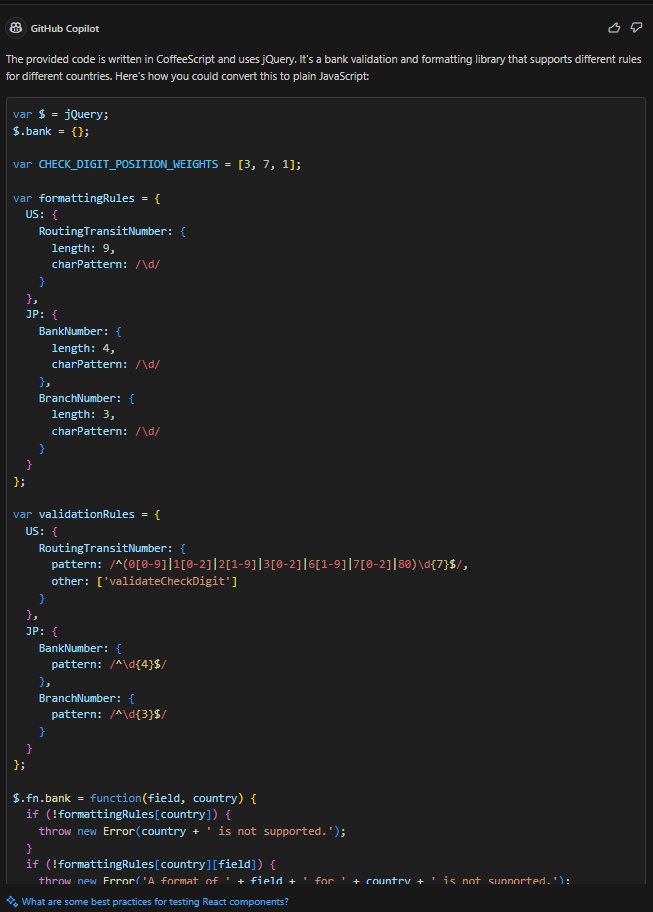 GitHub Copilot
The provided code is written in CoffeeScript and uses jQuery. It's a bank validation and formatting library that supports different rules
for different countries. Here's how you could convert this to plain JavaScript:
var $ = jQuery;
$.bank = {};
var CHECK_DIGIT_POSITION_WEIGHTS = [3, 7, 1];
var formattingRules = {
  US: {
    RoutingTransitNumber: {
      length: 9,
      charPattern: /\d/
    }
  },
  JP: {
    BankNumber: {
      length: 4,
      charPattern: /\d/
    },
    BranchNumber: {
      length: 3,
      charPattern: /\d/
    }
  }
};
var validationRules = {
  US: {
    RoutingTransitNumber: {
      pattern: /^(0[0-9]|1[0-2]|2[1-9]|3[0-2]|6[1-9]|7[0-2]|80)\d{7}$/,
      other: ['validateCheckDigit']
    }
  },
  JP: {
    BankNumber: {
      pattern: /^\d{4}$/
    },
    BranchNumber: {
      pattern: /^\d{3}$/
    }
  }
};
$.fn.bank = function(field, country) {
  if (!formattingRules[country]) {
    throw new Error(country + ' is not supported.');
  }
  if (!formattingRules[country][field]) {
    throw new Error('A format of ' + field + ' for ' + country + ' is not supported.');
What are some best practices for testing React components?